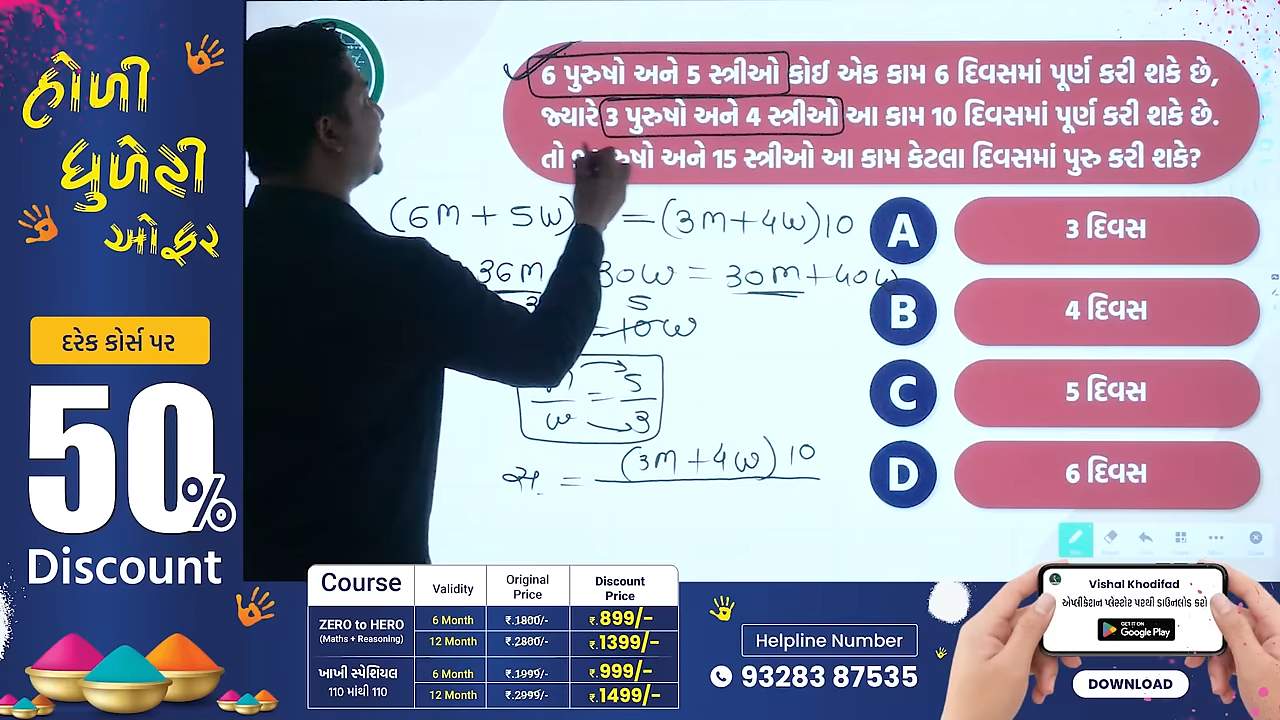 હોળી
ધુળેટી
ઓફર
દરેક કોર્સ પર
50%
Discount
6 પુરુષો અને 5 સ્ત્રીઓ કોઈ એક કામ 6 દિવસમાં પૂર્ણ કરી શકે છે,
જ્યારે 3 પુરુષો અને 4 સ્ત્રીઓ આ કામ 10 દિવસમાં પૂર્ણ કરી શકે છે.
તો અને 15 સ્ત્રીઓ આ કામ કેટલા દિવસમાં પુરુ કરી શકે?
(6M + 5W) = (3M+4W)10
36M 30W = 30M+40W
5
= 10W
W = 5/3
સ. = (3M+4W) 10
A 3 દિવસ
B 4 દિવસ
C 5 દિવસ
D 6 દિવસ
Course Validity Original Price Discount Price
ZERO to HERO (Maths + Reasoning) 6 Month ₹.1800/- ₹.899/-
12 Month ₹.2800/- ₹.1399/-
ખાખી સ્પેશિયલ 110 માંથી 110 6 Month ₹.1999/- ₹.999/-
12 Month ₹.2999/- ₹.1499/-
Helpline Number
93283 87535
Vishal Khodifad
એપ્લીકેશન પ્લેસ્ટોર પરથી ડાઉનલોડ કરો
GET IT ON
Google Play
DOWNLOAD